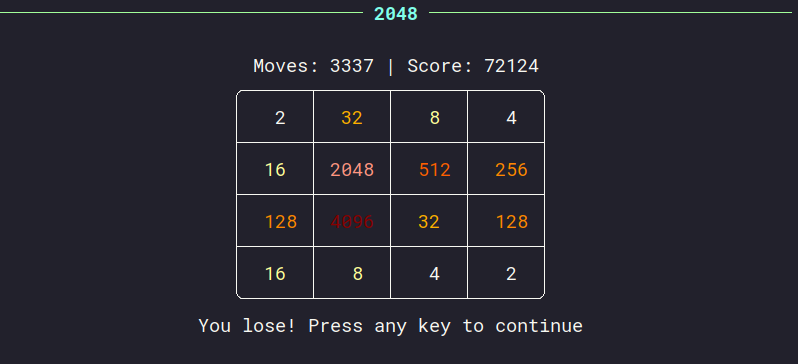 2048
Moves: 3337 | Score: 72124
2 32 8 4
16 2048 512 256
128 4096 32 128
16 8 4 2
You lose! Press any key to continue